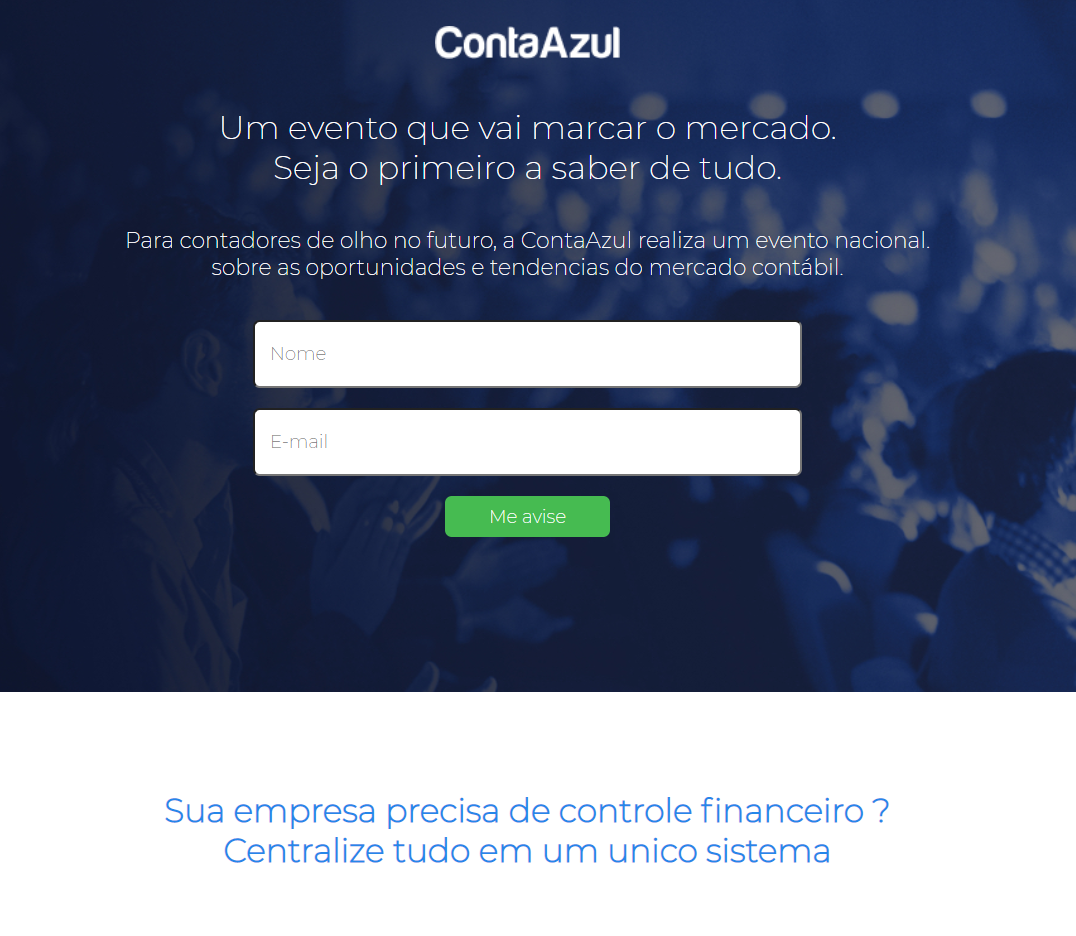 ContaAzul
Um evento que vai marcar o mercado.
Seja o primeiro a saber de tudo.
Para contadores de olho no futuro, a ContaAzul realiza um evento nacional.
sobre as oportunidades e tendencias do mercado contábil.
Nome
E-mail
Me avise
Sua empresa precisa de controle financeiro ?
Centralize tudo em um unico sistema